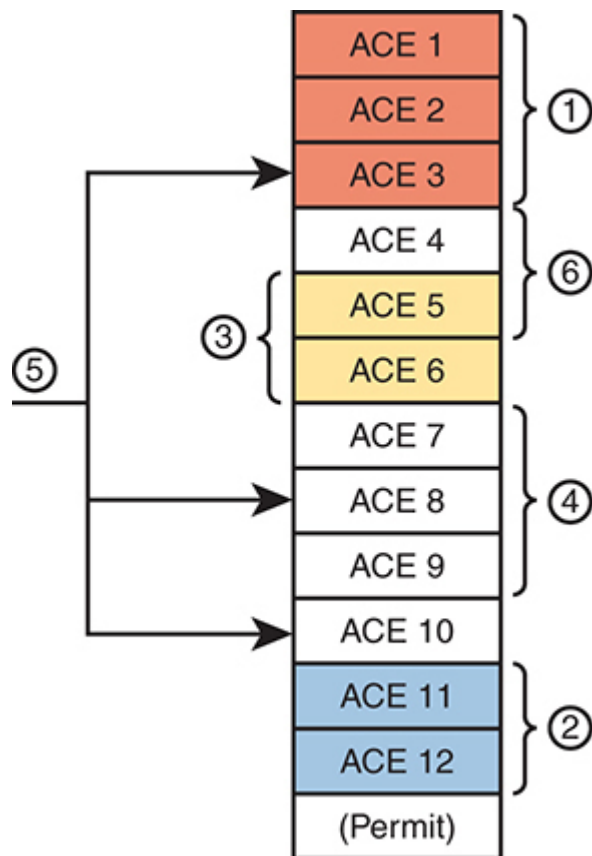 ACE 1
ACE 2
①
ACE 3
ACE 4
⑥
ACE 5
③
⑤
ACE 6
ACE 7
ACE 8
④
ACE 9
ACE 10
ACE 11
②
ACE 12
(Permit)